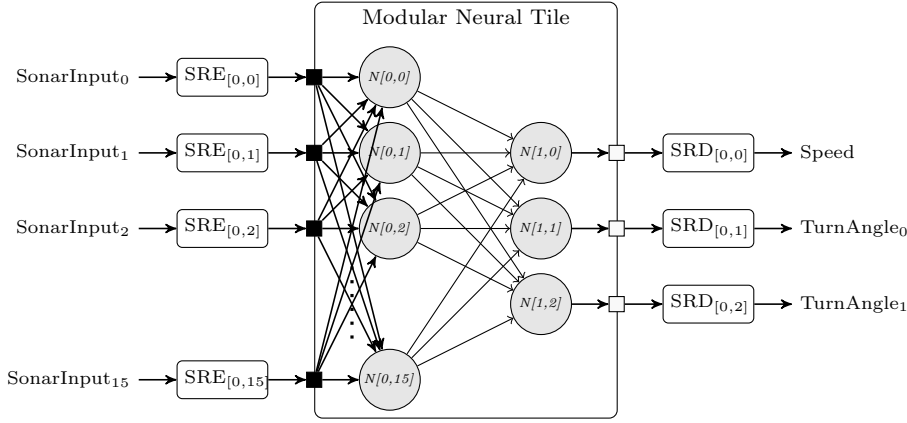 Modular Neural Tile
SonarInput₀ SRE[0,0] N[0,0]
SonarInput₁ SRE[0,1] N[0,1] N[1,0] SRD[0,0] Speed
SonarInput₂ SRE[0,2] N[0,2] N[1,1] SRD[0,1] TurnAngle₀
N[1,2] SRD[0,2] TurnAngle₁
SonarInput₁₅ SRE[0,15] N[0,15]